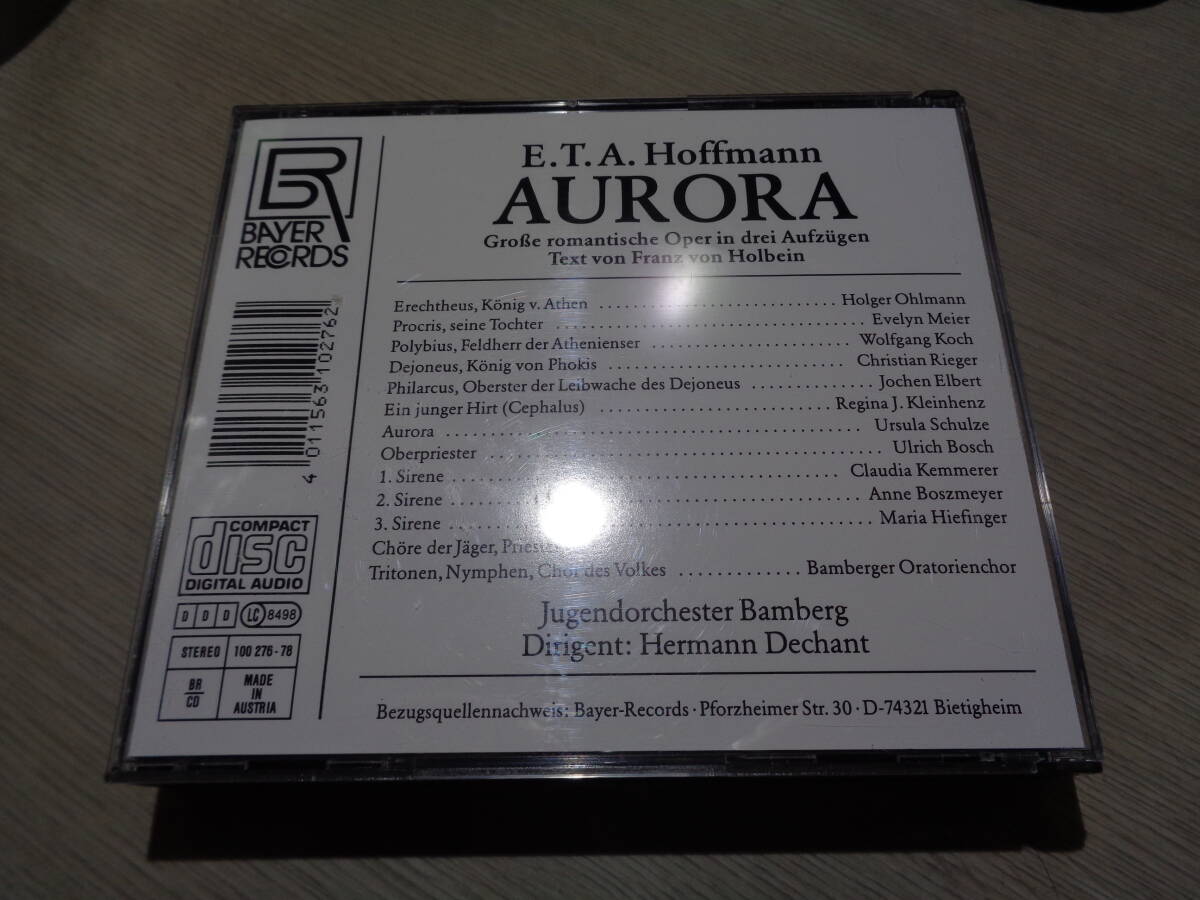 BR
BAYER
RECORDS
4 011563 102762
COMPACT
disc
DIGITAL AUDIO
D D D LC 8498
STEREO 100 276-78
BR
CD
MADE
IN
AUSTRIA
E.T.A. Hoffmann
AURORA
Große romantische Oper in drei Aufzügen
Text von Franz von Holbein
Erechtheus, König v. Athen ........................ Holger Ohlmann
Procris, seine Tochter ........................ Evelyn Meier
Polybius, Feldherr der Athenienser ........................ Wolfgang Koch
Dejoneus, König von Phokis ........................ Christian Rieger
Philarcus, Oberster der Leibwache des Dejoneus ............ Jochen Elbert
Ein junger Hirt (Cephalus) ........................ Regina J. Kleinhenz
Aurora ........................ Ursula Schulze
Oberpriester ........................ Ulrich Bosch
1. Sirene ........................ Claudia Kemmerer
2. Sirene ........................ Anne Boszmeyer
3. Sirene ........................ Maria Hiefinger
Chöre der Jäger,
Tritonen, Nymphen, Chor des Volkes ............ Bamberger Oratorienchor
Jugendorchester Bamberg
Dirigent: Hermann Dechant
Bezugsquellennachweis: Bayer-Records · Pforzheimer Str. 30 · D-74321 Bietigheim